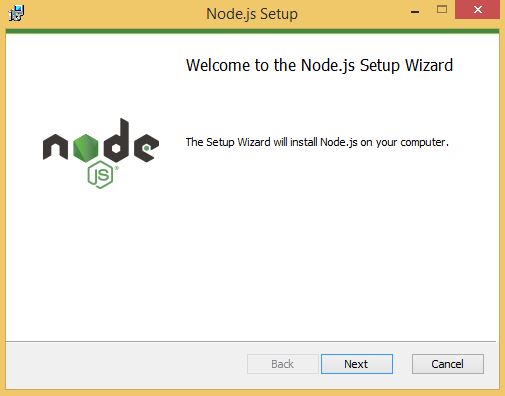 Node.js Setup
Welcome to the Node.js Setup Wizard
The Setup Wizard will install Node.js on your computer.
node
JS®
Back
Next
Cancel